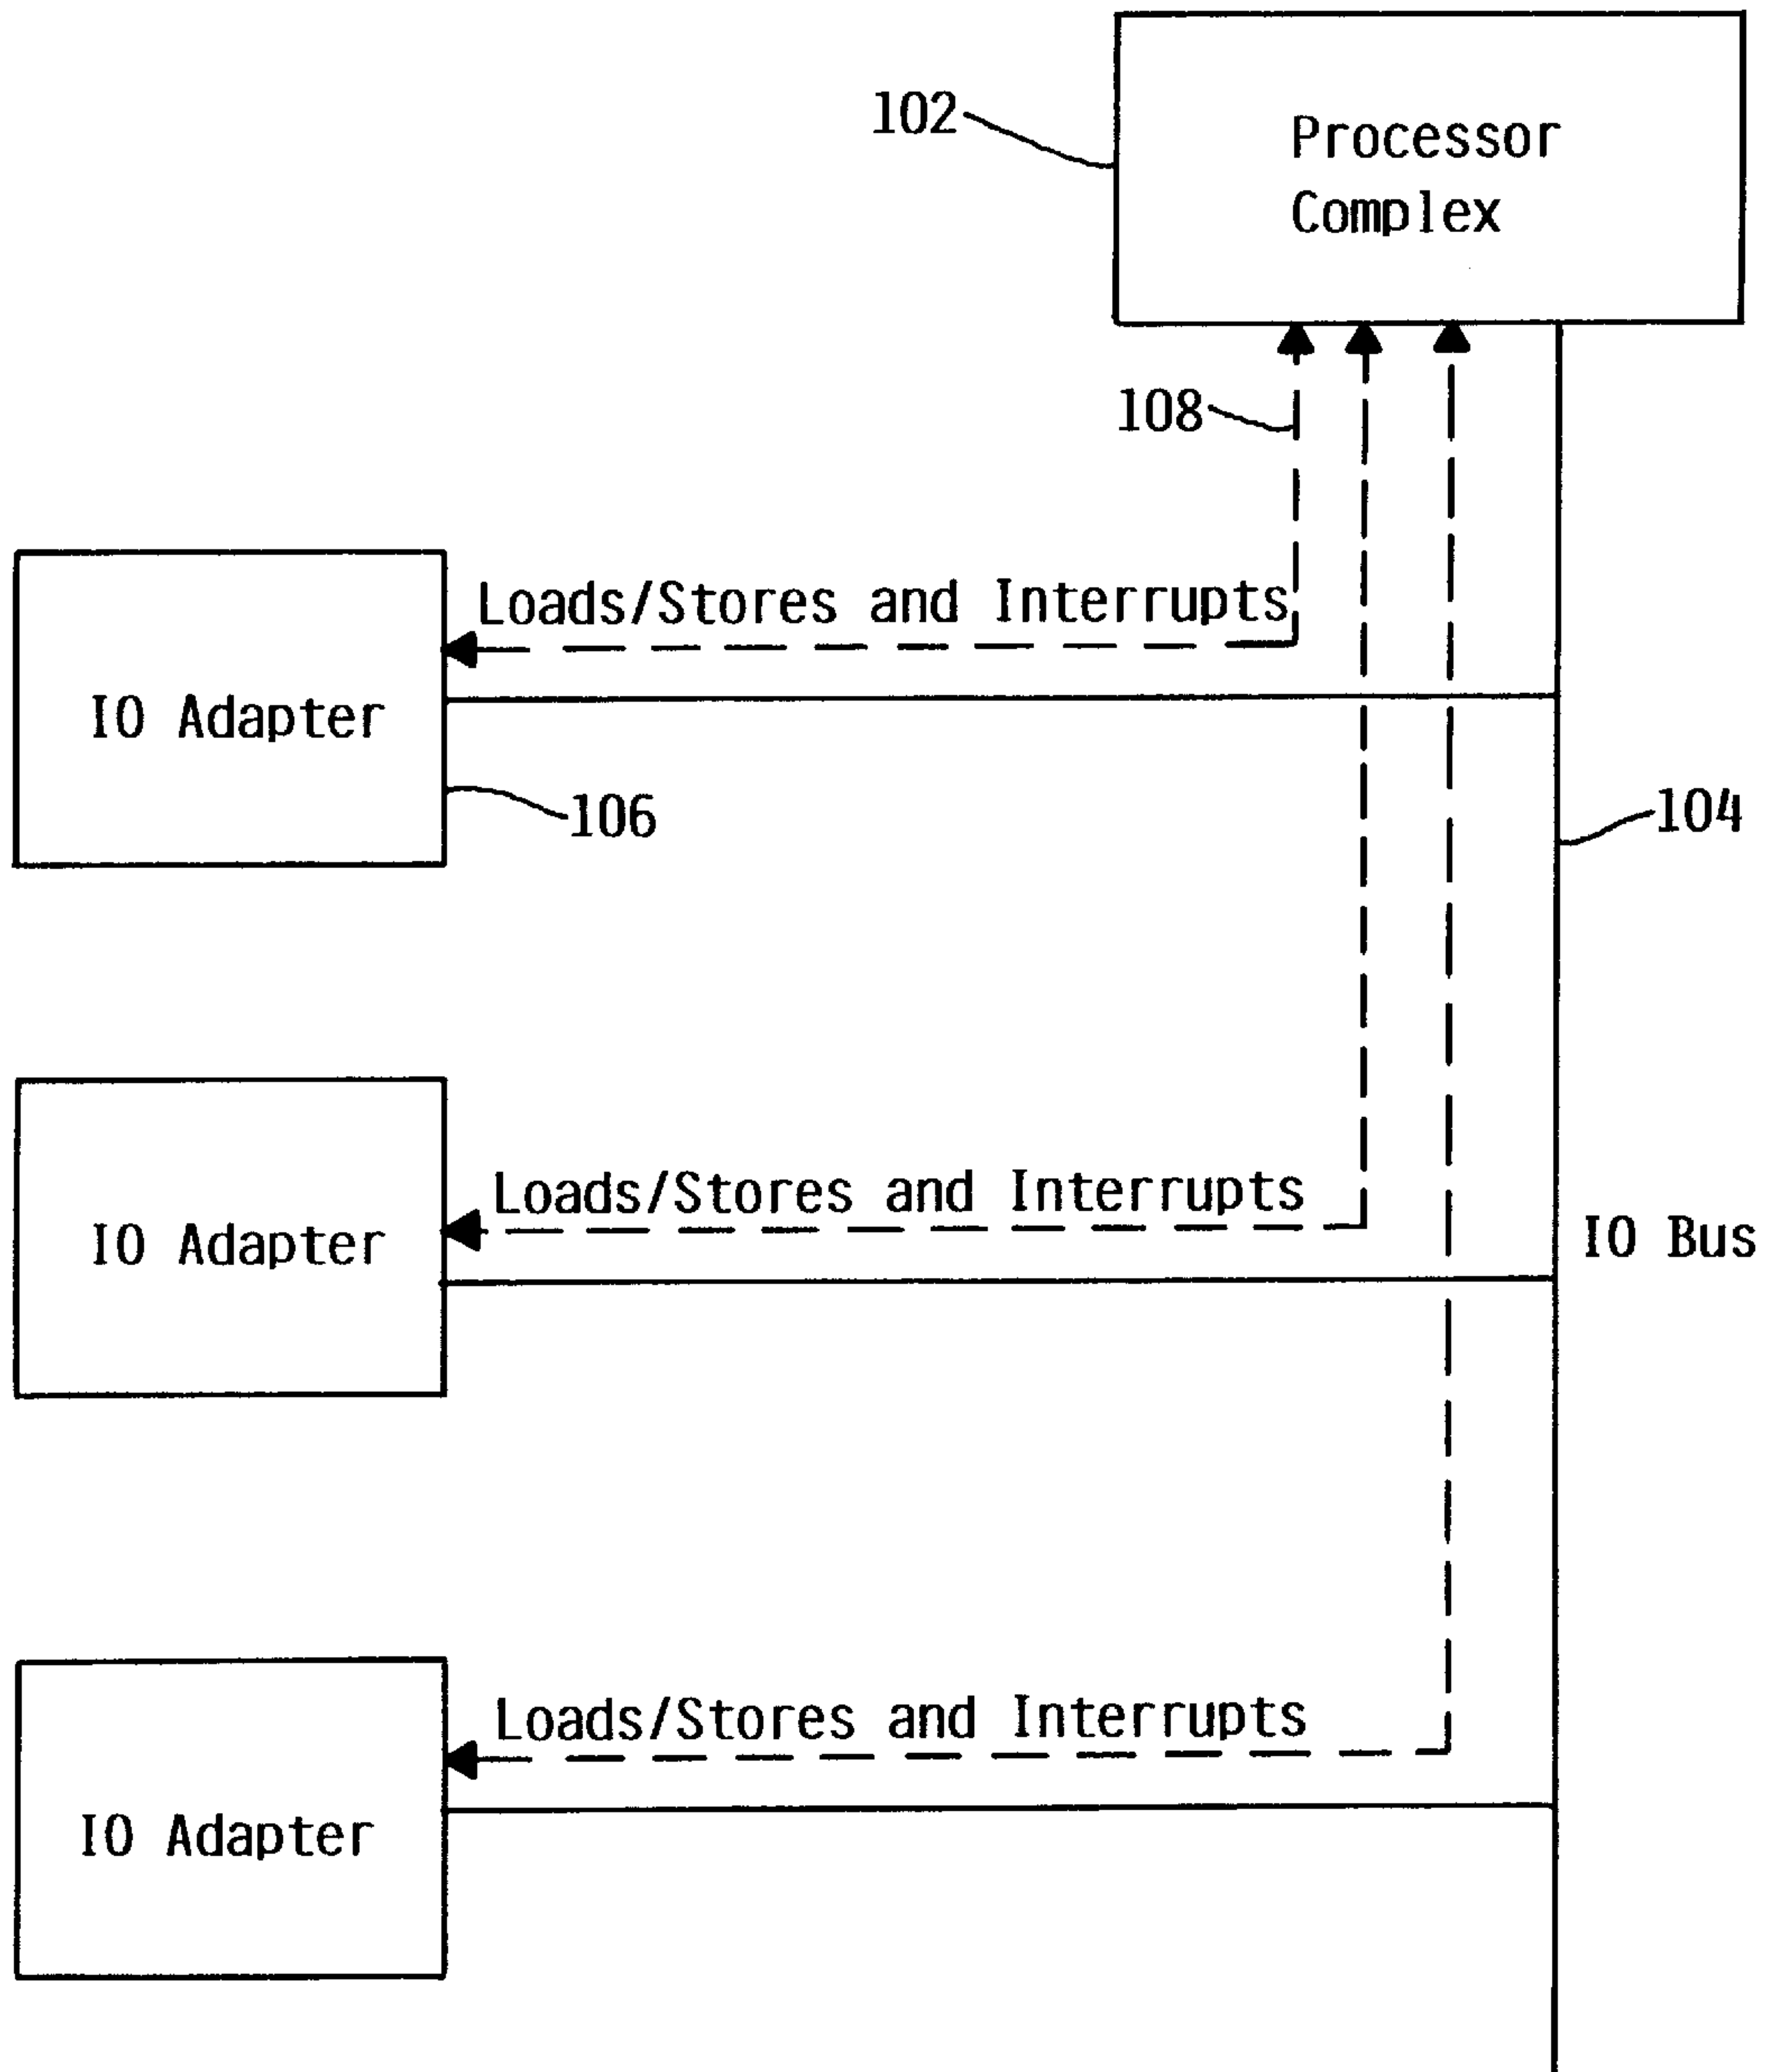 102
Processor
Complex
108
Loads/Stores and Interrupts
IO Adapter
106
104
Loads/Stores and Interrupts
IO Adapter
IO Bus
Loads/Stores and Interrupts
IO Adapter